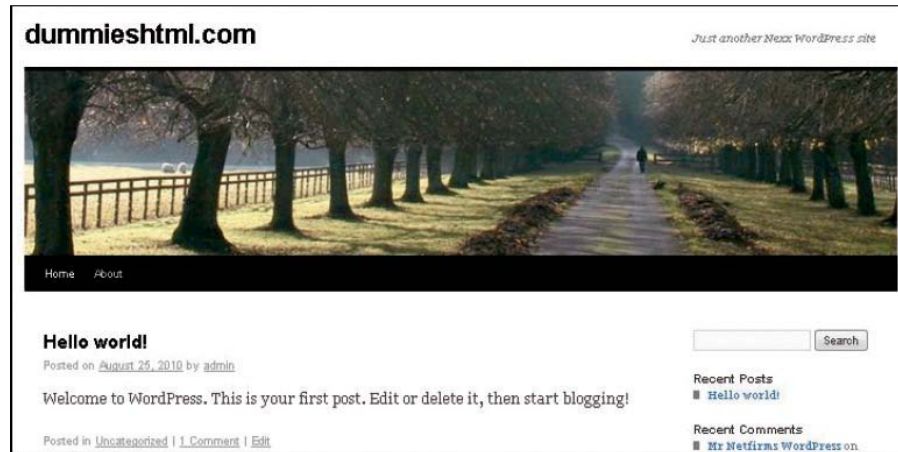 dummieshtml.com
Just another Nexx WordPress site
Home About
Hello world!
Posted on August 25, 2010 by admin
Welcome to WordPress. This is your first post. Edit or delete it, then start blogging!
Posted in Uncategorized | 1 Comment | Edit
Search
Recent Posts
Hello world!
Recent Comments
Mr Netfirms WordPress on